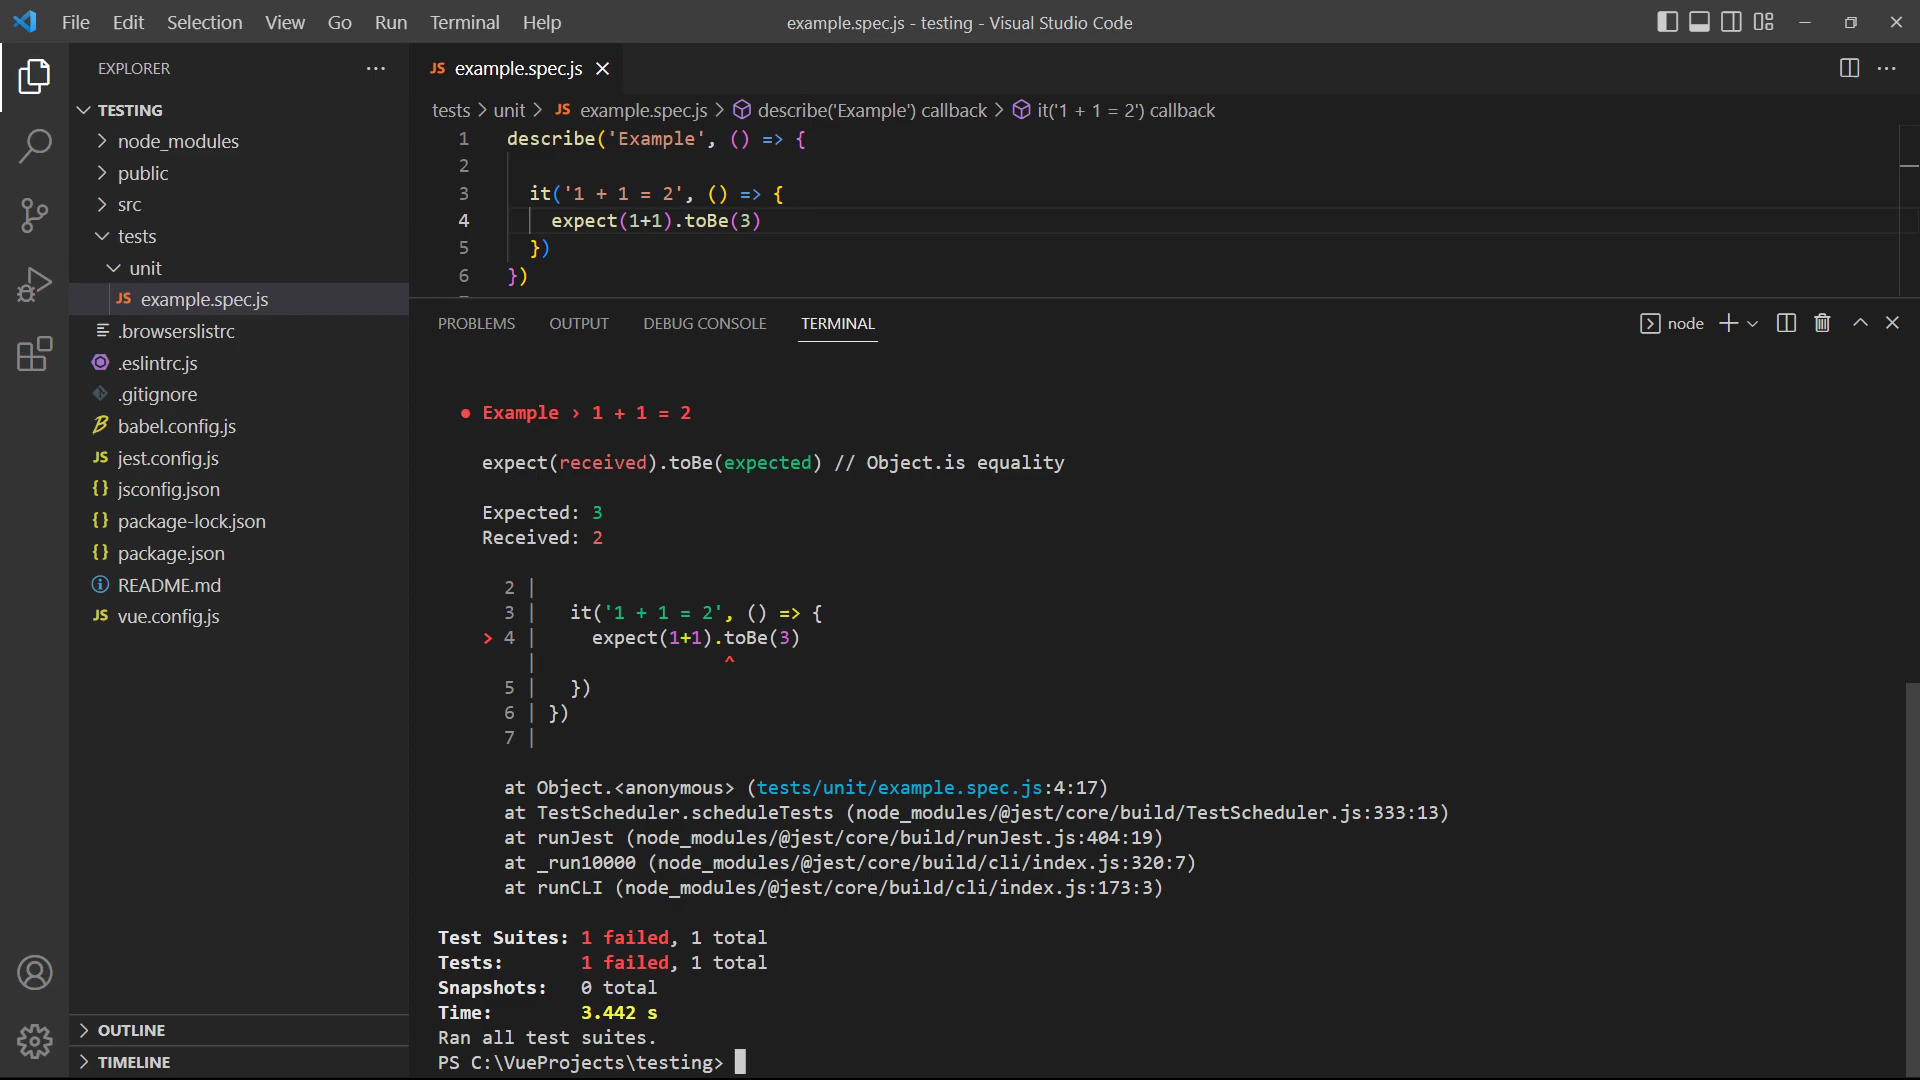 File Edit Selection View Go Run Terminal Help
example.spec.js - testing - Visual Studio Code
EXPLORER
TESTING
node_modules
public
src
tests
unit
JS example.spec.js
.browserslistrc
.eslintrc.js
.gitignore
babel.config.js
JS jest.config.js
{} jsconfig.json
{} package-lock.json
{} package.json
README.md
JS vue.config.js
OUTLINE
TIMELINE
JS example.spec.js
tests > unit > JS example.spec.js > describe('Example') callback > it('1 + 1 = 2') callback
1 describe('Example', () => {
2
3 it('1 + 1 = 2', () => {
4 expect(1+1).toBe(3)
5 })
6 })
PROBLEMS OUTPUT DEBUG CONSOLE TERMINAL
node
● Example › 1 + 1 = 2
expect(received).toBe(expected) // Object.is equality
Expected: 3
Received: 2
2 |
3 | it('1 + 1 = 2', () => {
> 4 | expect(1+1).toBe(3)
| ^
5 | })
6 | })
7 |
at Object.<anonymous> (tests/unit/example.spec.js:4:17)
at TestScheduler.scheduleTests (node_modules/@jest/core/build/TestScheduler.js:333:13)
at runJest (node_modules/@jest/core/build/runJest.js:404:19)
at _run10000 (node_modules/@jest/core/build/cli/index.js:320:7)
at runCLI (node_modules/@jest/core/build/cli/index.js:173:3)
Test Suites: 1 failed, 1 total
Tests: 1 failed, 1 total
Snapshots: 0 total
Time: 3.442 s
Ran all test suites.
PS C:\VueProjects\testing>